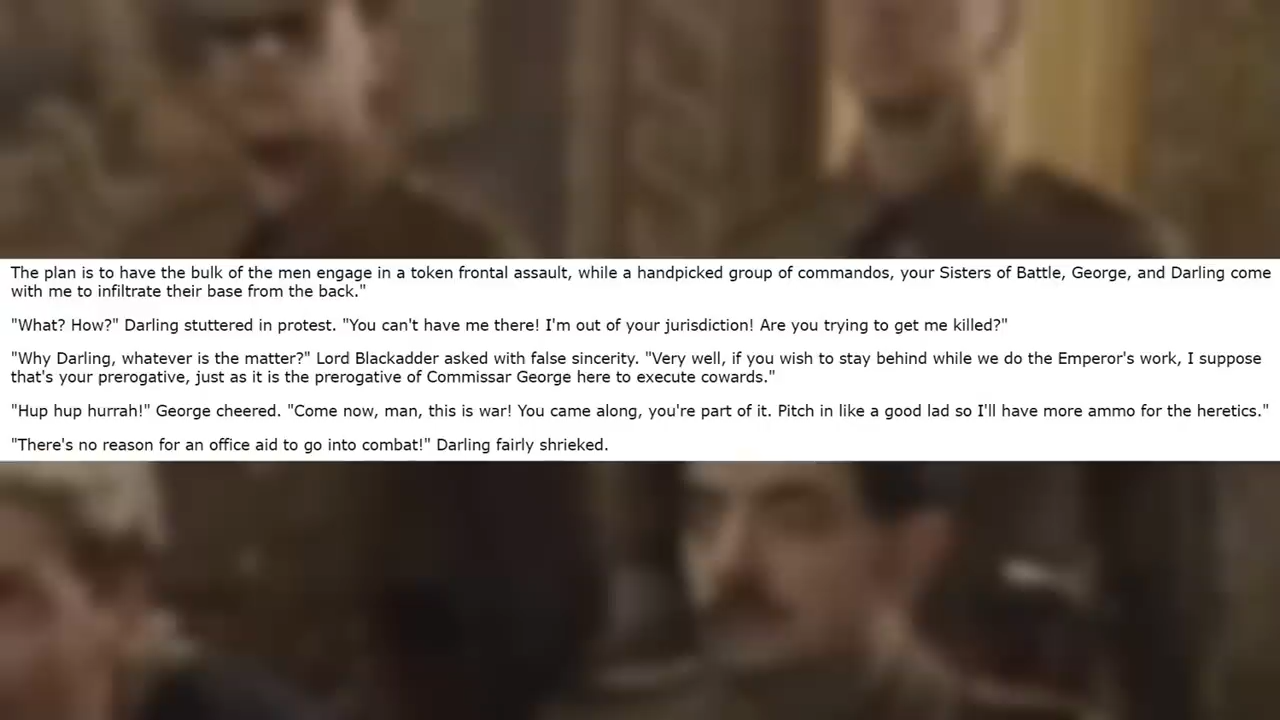 The plan is to have the bulk of the men engage in a token frontal assault, while a handpicked group of commandos, your Sisters of Battle, George, and Darling come
with me to infiltrate their base from the back."
"What? How?" Darling stuttered in protest. "You can't have me there! I'm out of your jurisdiction! Are you trying to get me killed?"
"Why Darling, whatever is the matter?" Lord Blackadder asked with false sincerity. "Very well, if you wish to stay behind while we do the Emperor's work, I suppose
that's your prerogative, just as it is the prerogative of Commissar George here to execute cowards."
"Hup hup hurrah!" George cheered. "Come now, man, this is war! You came along, you're part of it. Pitch in like a good lad so I'll have more ammo for the heretics."
"There's no reason for an office aid to go into combat!" Darling fairly shrieked.